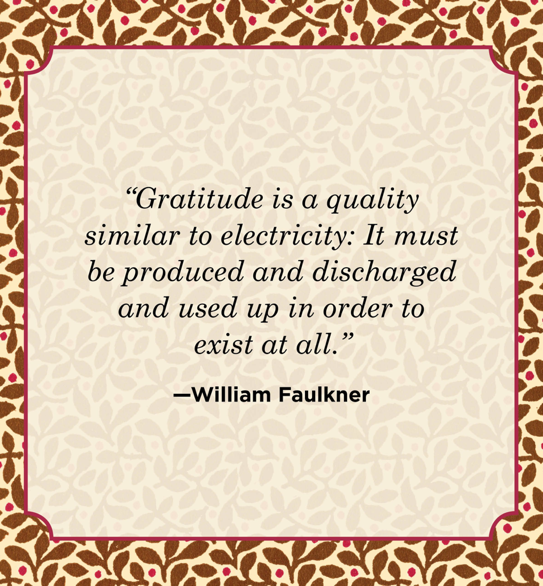 “Gratitude is a quality
similar to electricity: It must
be produced and discharged
and used up in order to
exist at all.”
—William Faulkner